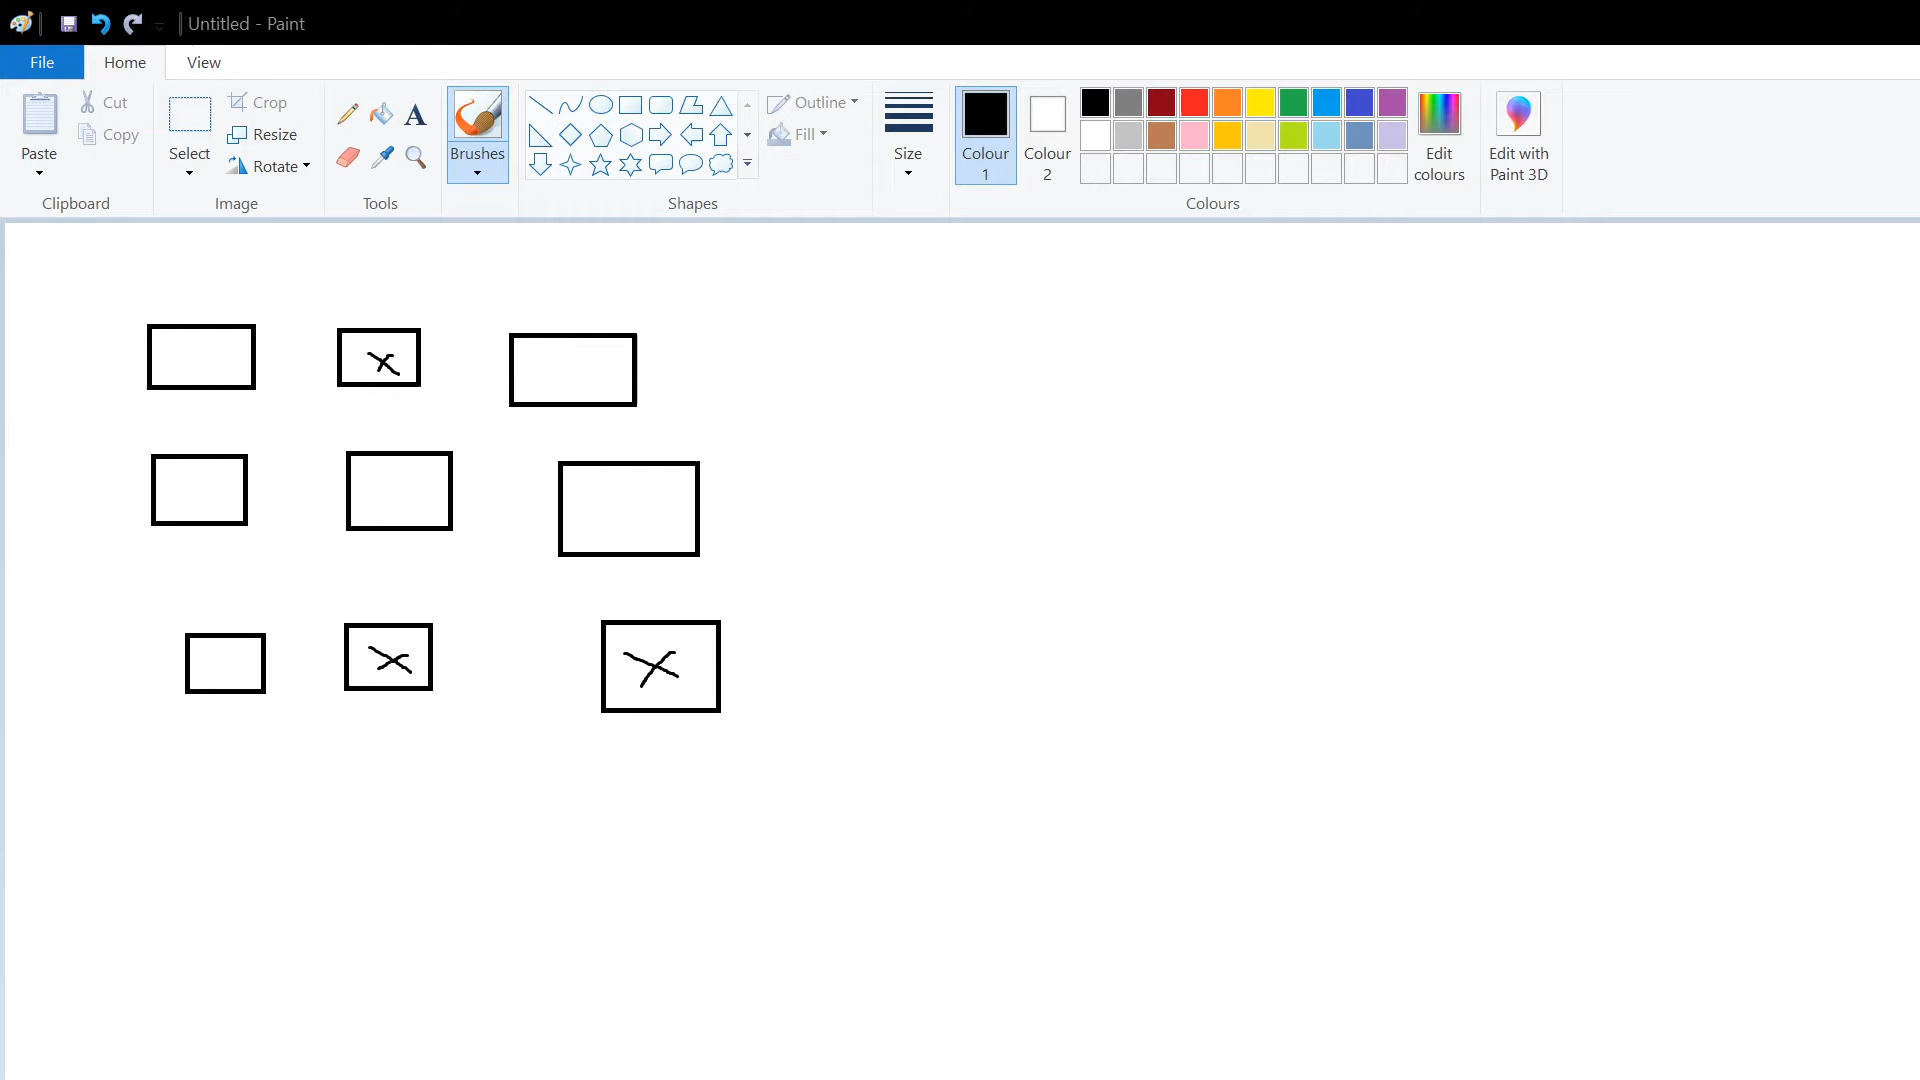 Untitled - Paint
File Home View
Paste
Cut
Copy
Clipboard
Select
Crop
Resize
Rotate
Image
A
Tools
Brushes
Outline
Fill
Shapes
Size
Colour
1
Colour
2
Edit
colours
Colours
Edit with
Paint 3D
x
x
x